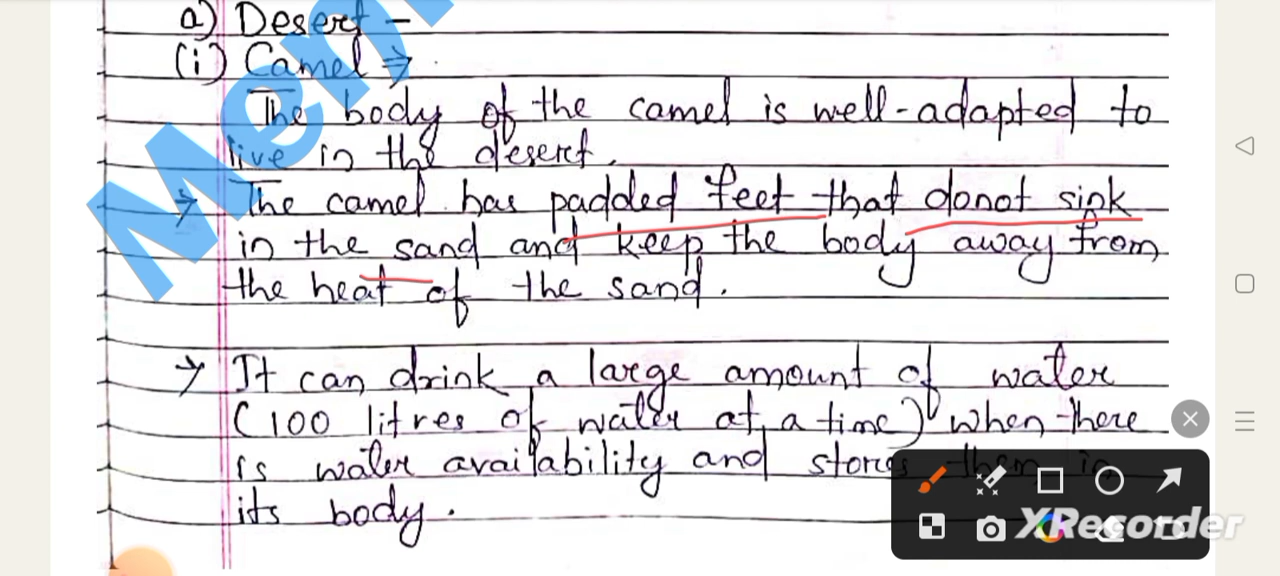 a) Desert -
(i) Camel ⇒
The body of the camel is well-adapted to
live in the desert.
→ The camel has padded feet that donot sink
in the sand and keep the body away from
the heat of the sand.
→ It can drink a large amount of water
(100 litres of water at a time) when there
is water availability and stores them in
its body.
Mem
XRecorder